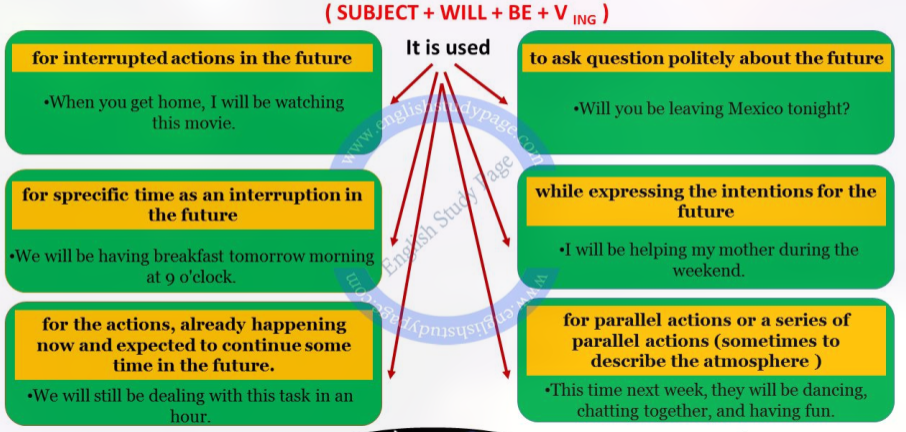 ( SUBJECT + WILL + BE + V ING )
It is used
for interrupted actions in the future
•When you get home, I will be watching
this movie.
to ask question politely about the future
•Will you be leaving Mexico tonight?
for sprecific time as an interruption in
the future
•We will be having breakfast tomorrow morning
at 9 o'clock.
while expressing the intentions for the
future
•I will be helping my mother during the
weekend.
for the actions, already happening
now and expected to continue some
time in the future.
•We will still be dealing with this task in an
hour.
for parallel actions or a series of
parallel actions (sometimes to
describe the atmosphere )
•This time next week, they will be dancing,
chatting together, and having fun.
www.englishstudypage.com
English Study Page
www.englishstudypage.com